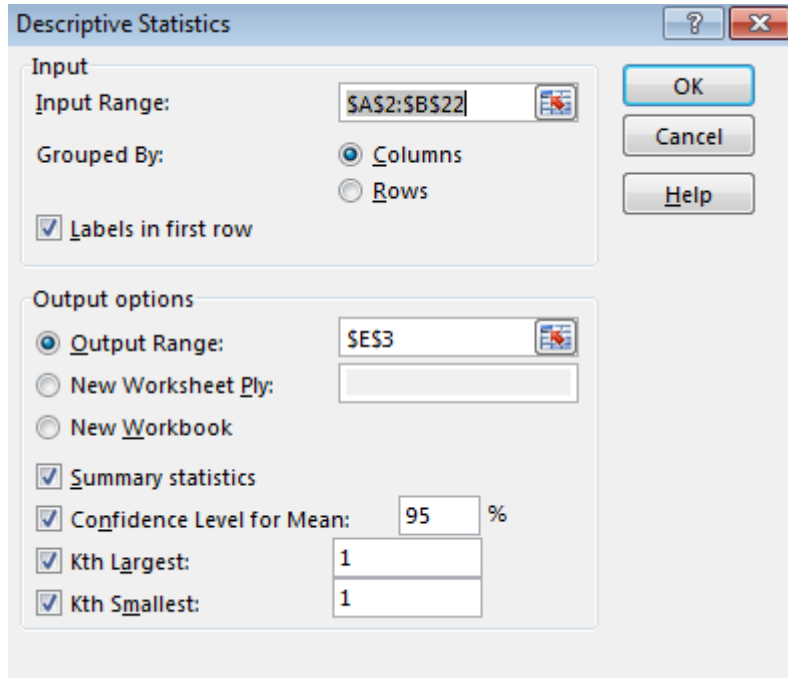 Descriptive Statistics
?
Input
Input Range: $A$2:$B$22
Grouped By: Columns
Rows
Labels in first row
OK
Cancel
Help
Output options
Output Range: $E$3
New Worksheet Ply:
New Workbook
Summary statistics
Confidence Level for Mean: 95 %
Kth Largest: 1
Kth Smallest: 1